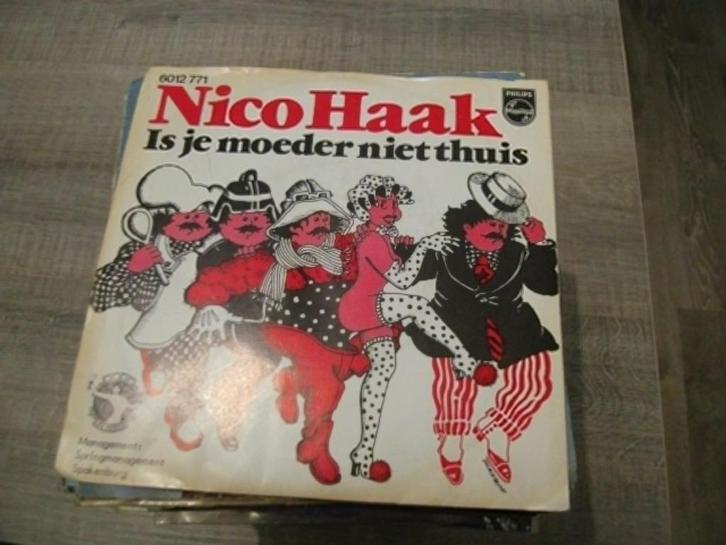 6012 771
Nico Haak
PHILIPS
Is je moeder niet thuis
Management:
Springmanagement
Spakenburg